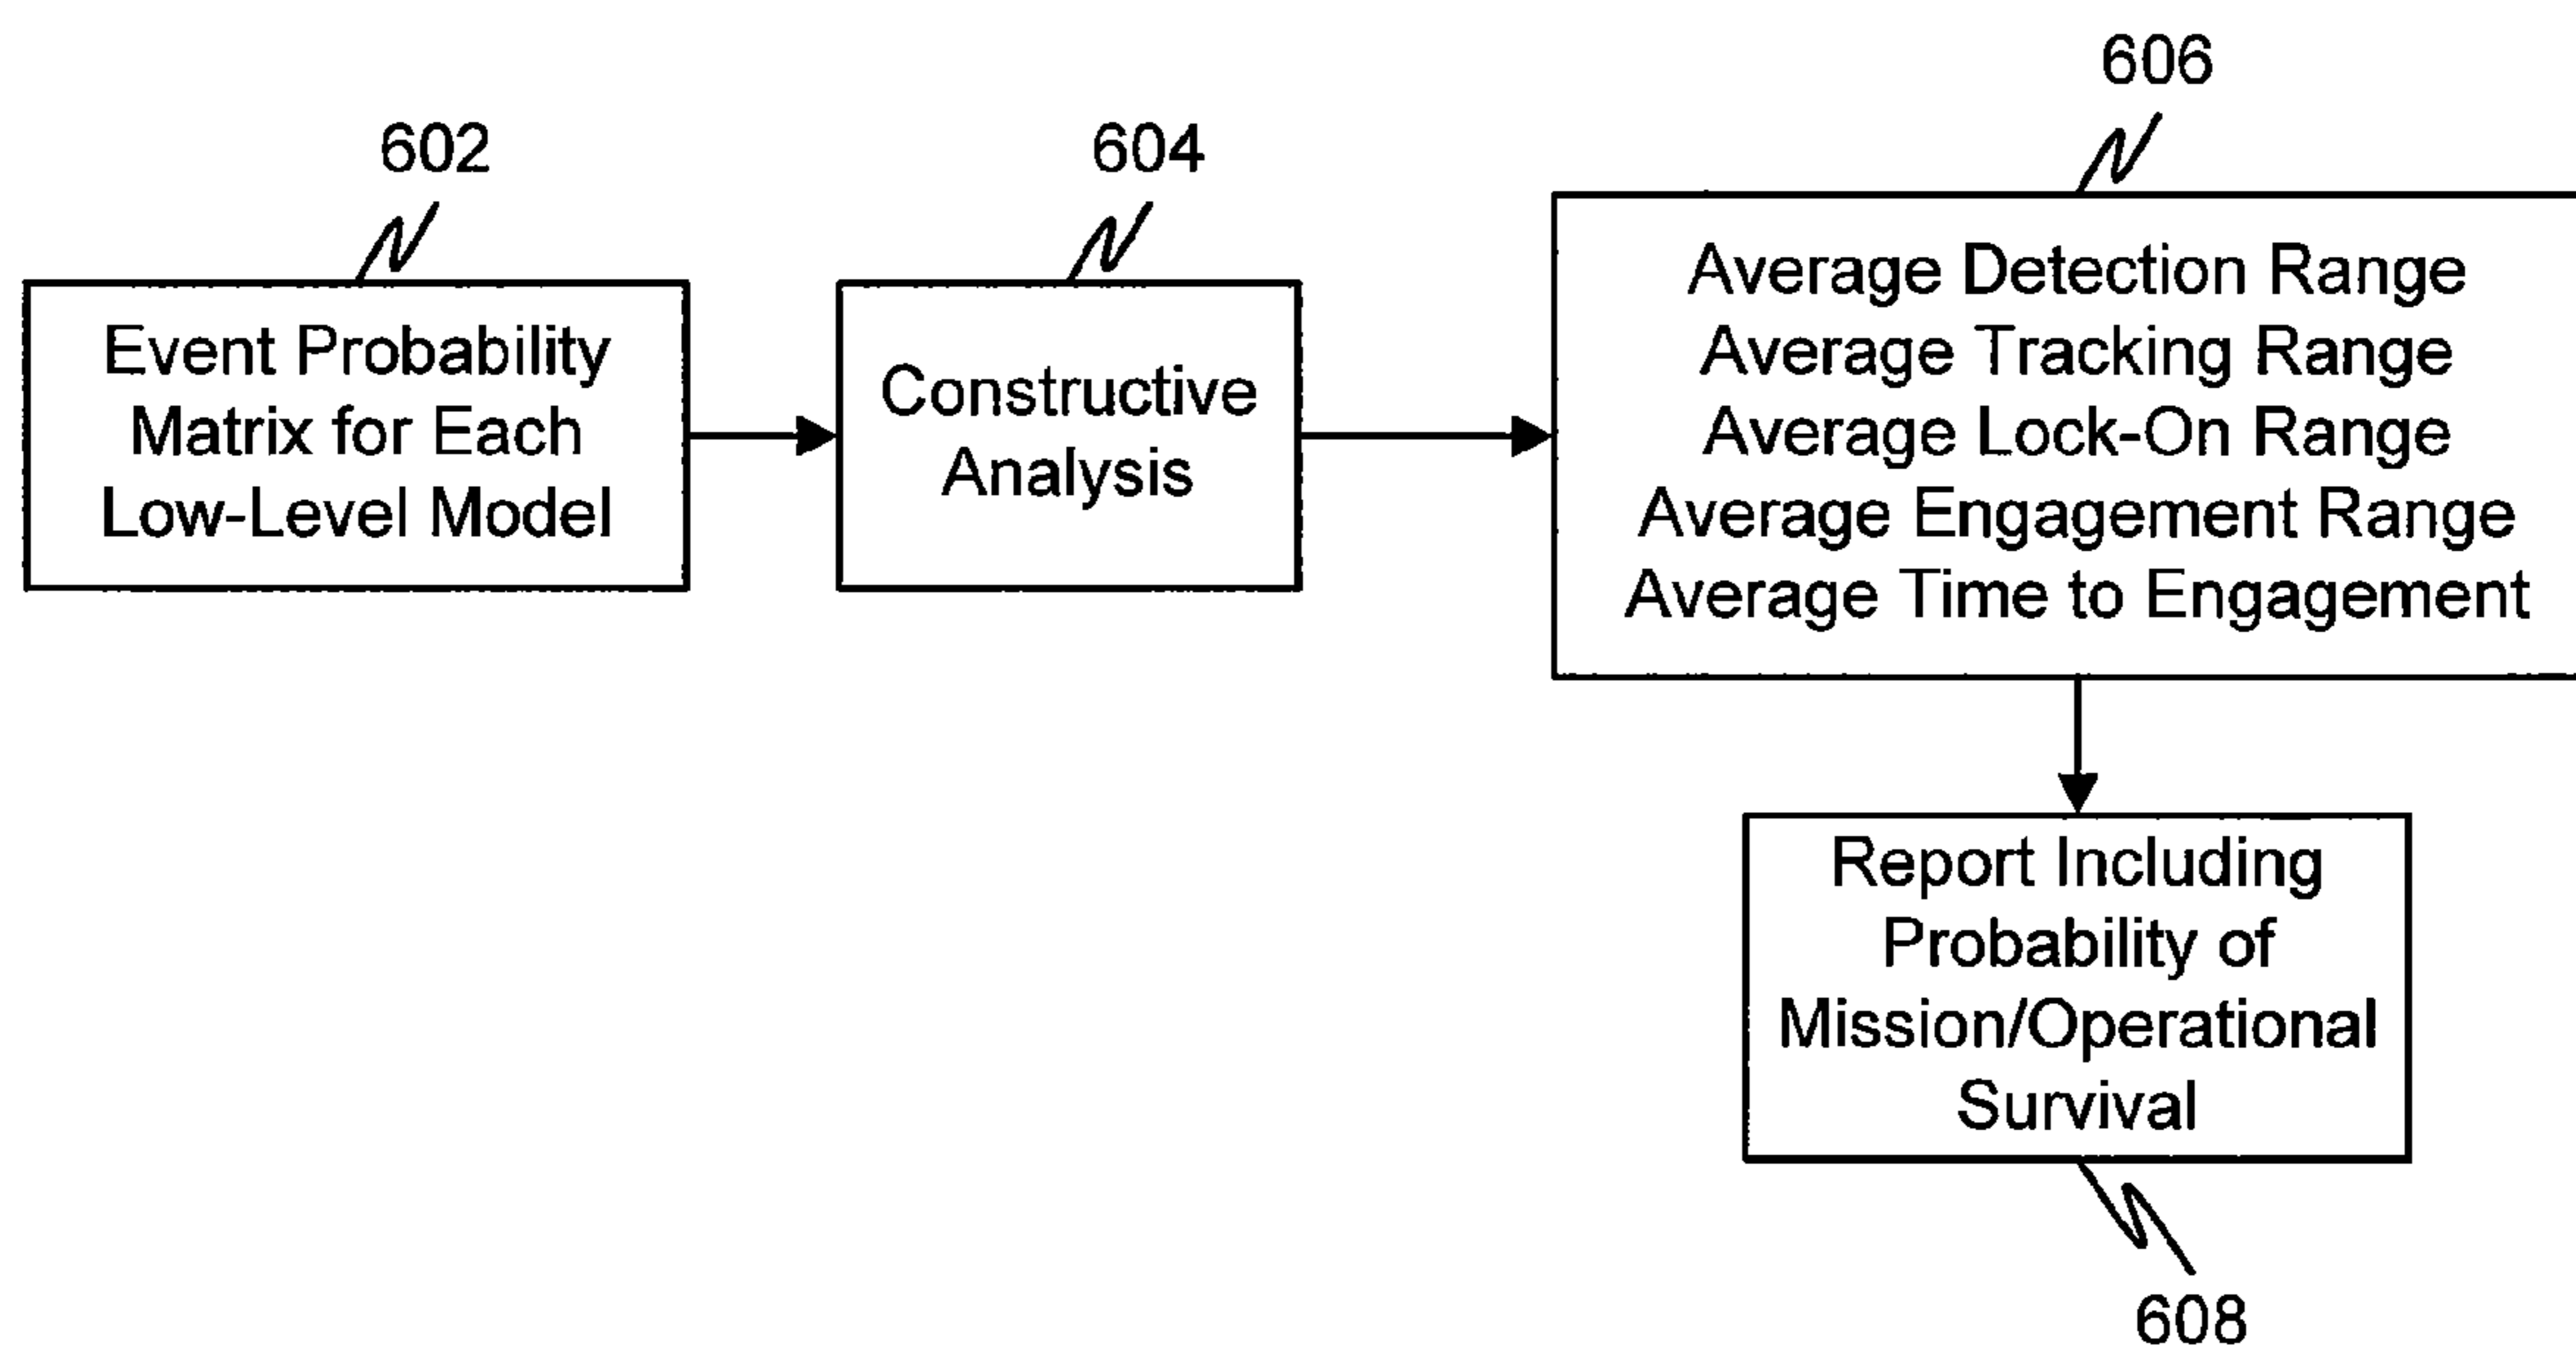 602
Event Probability
Matrix for Each
Low-Level Model
604
Constructive
Analysis
606
Average Detection Range
Average Tracking Range
Average Lock-On Range
Average Engagement Range
Average Time to Engagement
Report Including
Probability of
Mission/Operational
Survival
608